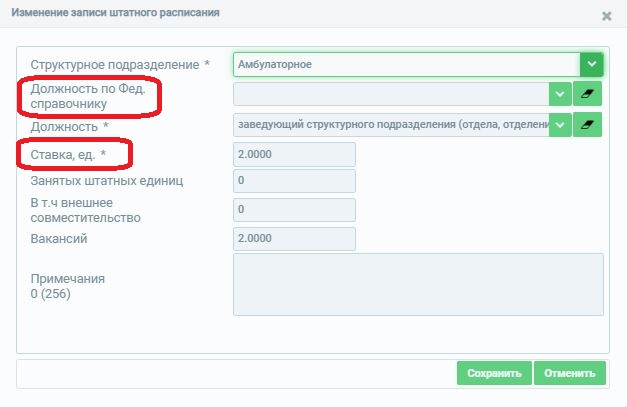 Изменение записи штатного расписания
Структурное подразделение *
Амбулаторное
Должность по Фед.
справочнику
Должность *
заведующий структурного подразделения (отдела, отделени
Ставка, ед. *
2.0000
Занятых штатных единиц
0
В т.ч внешнее
совместительство
0
Вакансий
2.0000
Примечания
0 (256)
Сохранить
Отменить